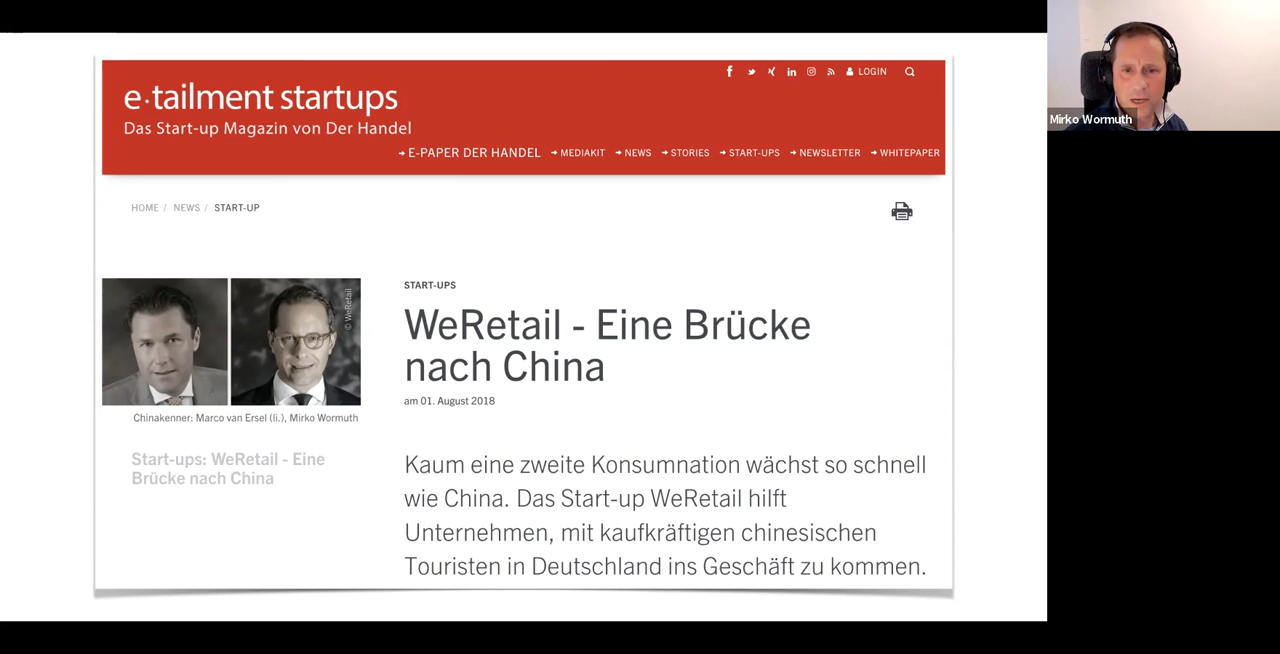 e·tailment startups
Das Start-up Magazin von Der Handel
LOGIN
E-PAPER DER HANDEL MEDIAKIT NEWS STORIES START-UPS NEWSLETTER WHITEPAPER
HOME / NEWS / START-UP
© WeRetail
Chinakenner: Marco van Ersel (li.), Mirko Wormuth
Start-ups: WeRetail - Eine
Brücke nach China
START-UPS
WeRetail - Eine Brücke
nach China
am 01. August 2018
Kaum eine zweite Konsumnation wächst so schnell
wie China. Das Start-up WeRetail hilft
Unternehmen, mit kaufkräftigen chinesischen
Touristen in Deutschland ins Geschäft zu kommen.
Mirko Wormuth